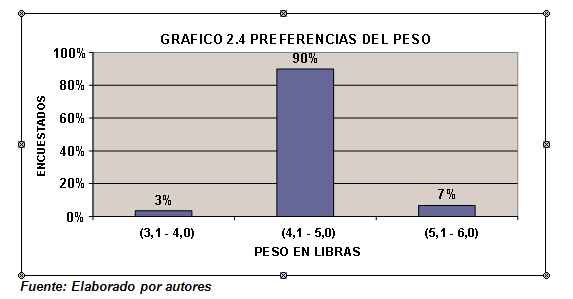 GRAFICO 2.4 PREFERENCIAS DEL PESO
100%
80%
60%
40%
20%
0%
ENCUESTADOS
3%
90%
7%
(3,1 - 4,0)
(4,1 - 5,0)
(5,1 - 6,0)
PESO EN LIBRAS
Fuente: Elaborado por autores